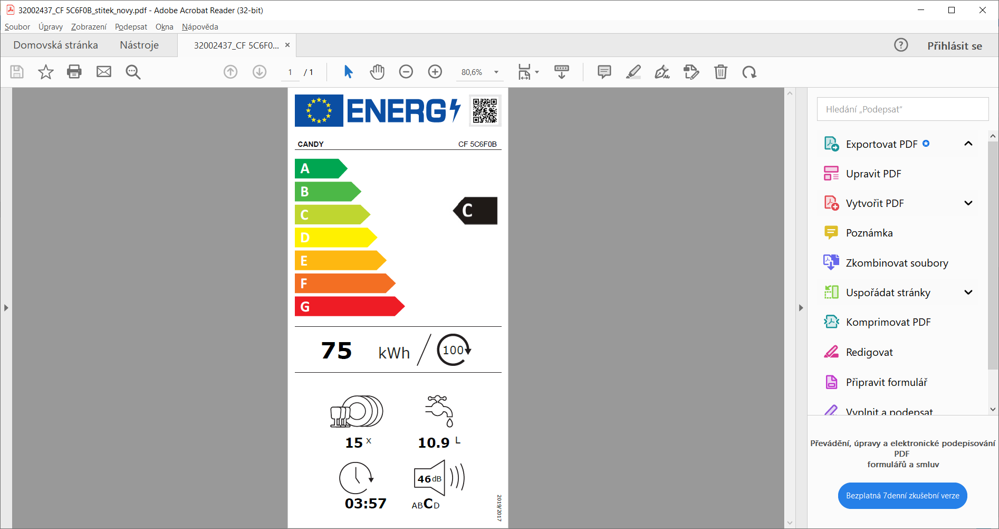 32002437_CF 5C6F0B_stitek_novy.pdf - Adobe Acrobat Reader (32-bit)
Soubor Úpravy Zobrazení Podepsat Okna Nápověda
Domovská stránka Nástroje 32002437_CF 5C6F0... × ? Přihlásit se
1 / 1 80,6%
ENERG
CANDY CF 5C6F0B
A
B
C
C
D
E
F
G
75 kWh / 100
15 x 10.9 L
46 dB
03:57 ABCD
2019/2017
Hledání „Podepsat“
Exportovat PDF
Upravit PDF
Vytvořit PDF
Poznámka
Zkombinovat soubory
Uspořádat stránky
Komprimovat PDF
Redigovat
Připravit formulář
Vyplnit a podepsat
Převádění, úpravy a elektronické podepisování
PDF
formulářů a smluv
Bezplatná 7denní zkušební verze